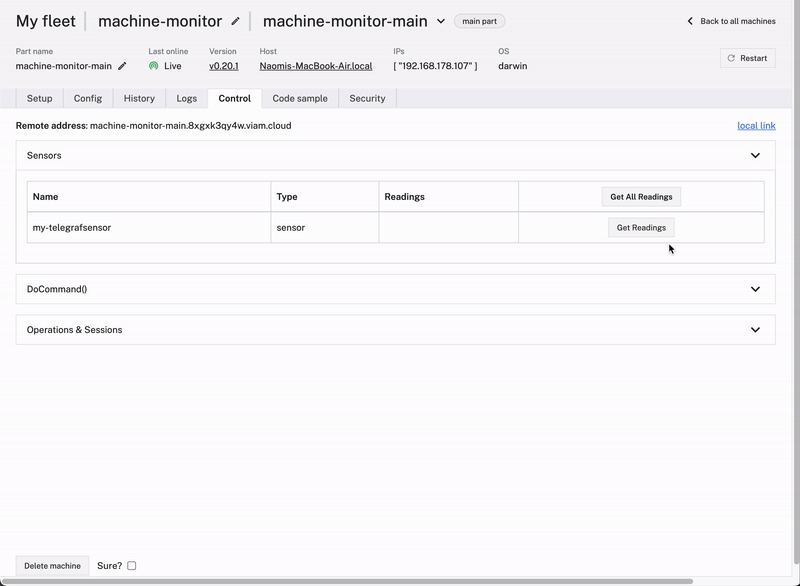 My fleet machine-monitor machine-monitor-main main part Back to all machines
Part name Last online Version Host IPs OS
machine-monitor-main Live v0.20.1 Naomis-MacBook-Air.local [ "192.168.178.107" ] darwin Restart
Setup Config History Logs Control Code sample Security
Remote address: machine-monitor-main.8xgxk3qy4w.viam.cloud local link
Sensors
Name Type Readings Get All Readings
my-telegrafsensor sensor Get Readings
DoCommand()
Operations & Sessions
Delete machine Sure?